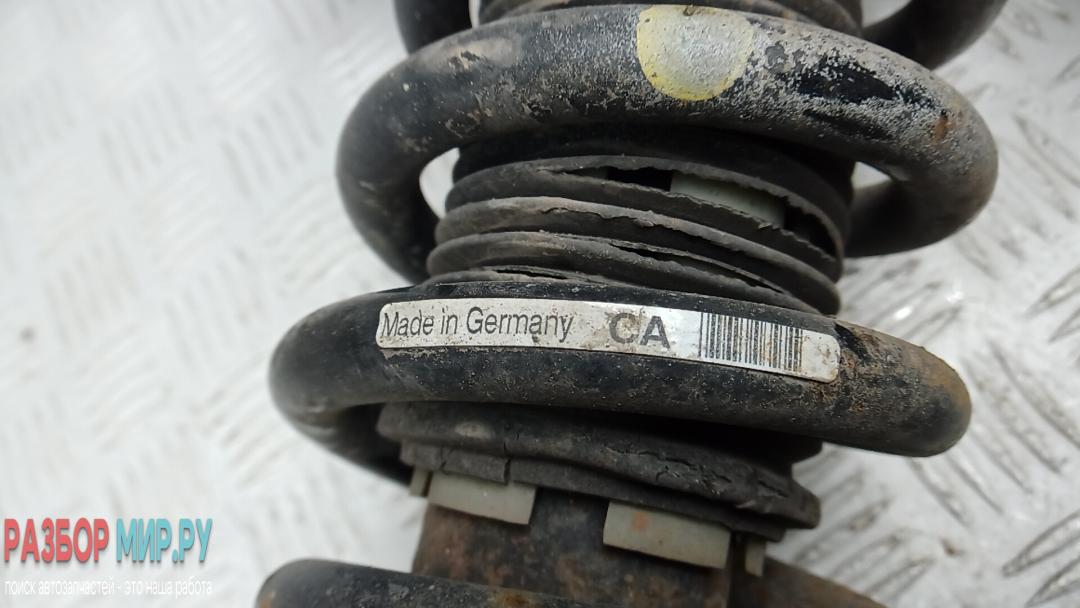 Made in Germany CA
РАЗБОР МИР.РУ
поиск автозапчастей - это наша работа